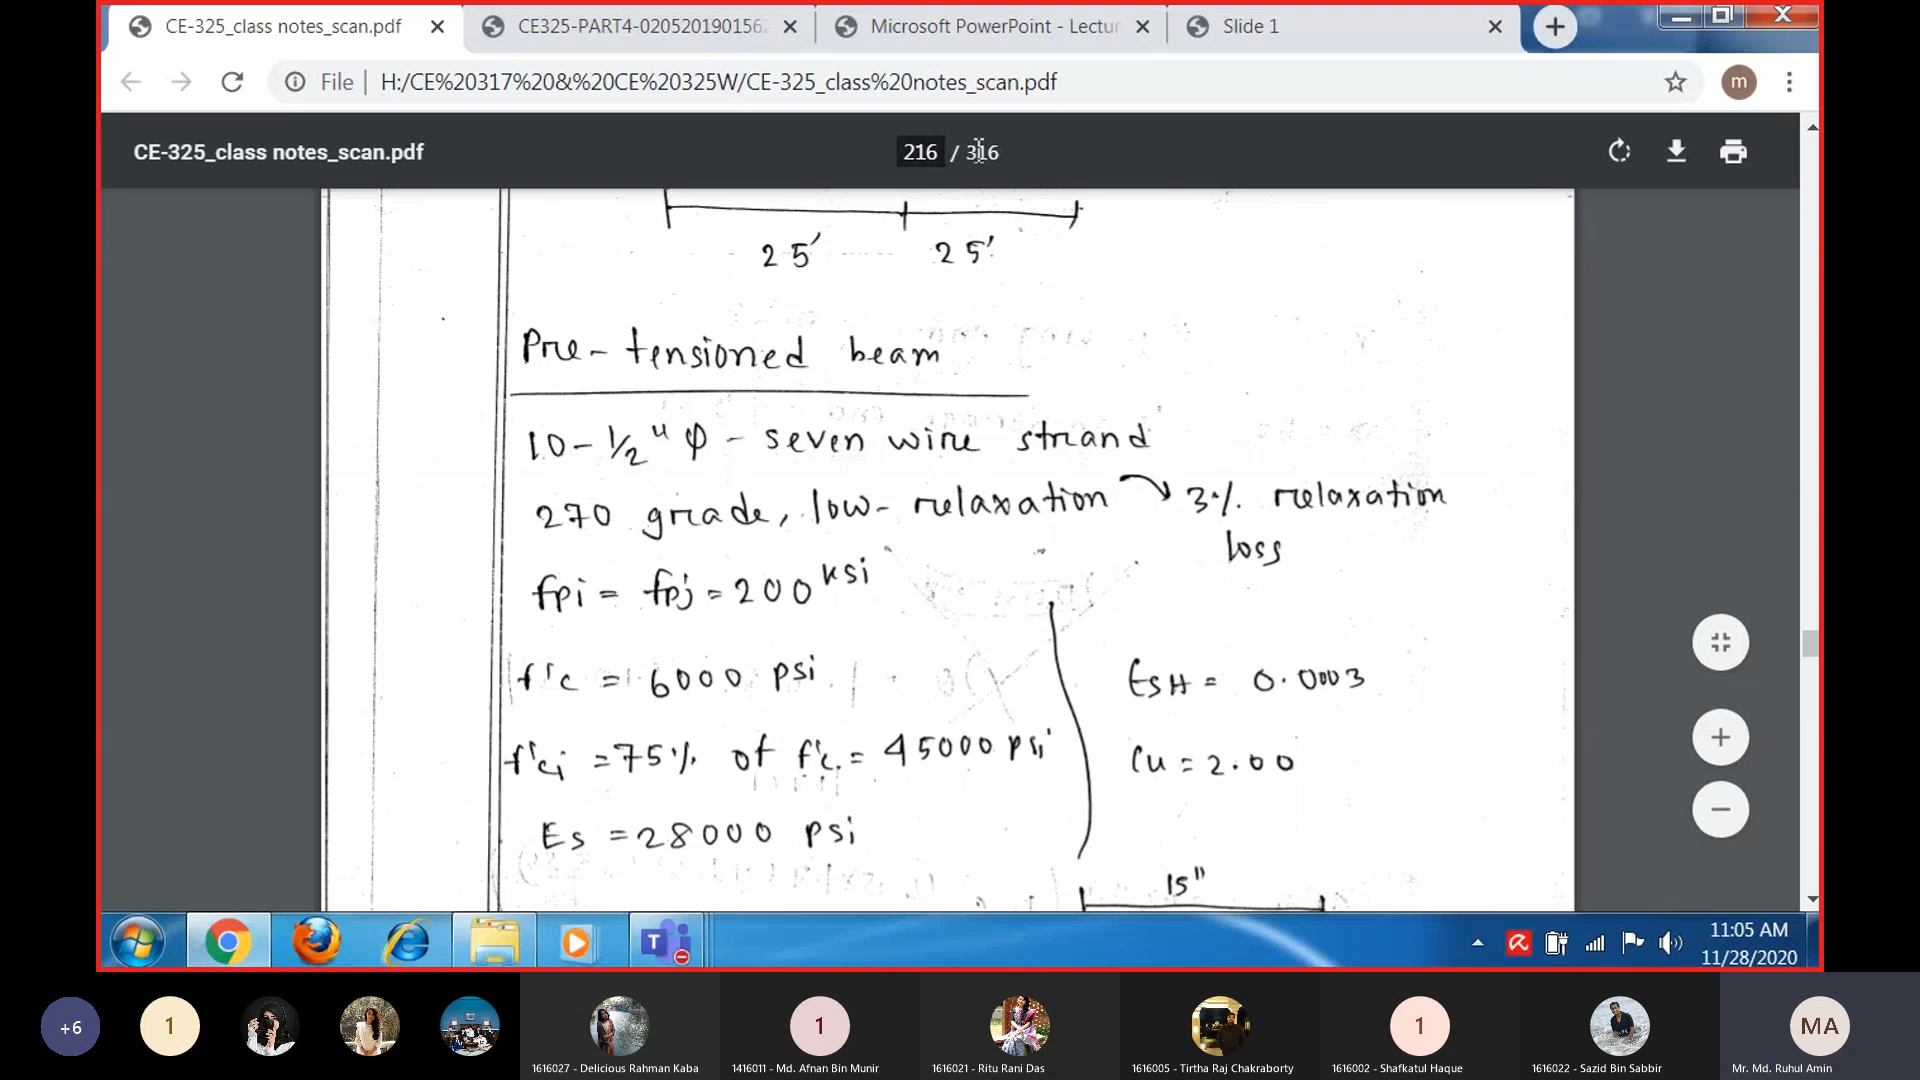 CE-325_class notes_scan.pdf
CE325-PART4-0205201901562
Microsoft PowerPoint - Lectur
Slide 1
File
H:/CE%20317%20&%20CE%20325W/CE-325_class%20notes_scan.pdf
m
CE-325_class notes_scan.pdf
216 / 316
25' 25'
Pre-tensioned beam
10-1/2" φ - seven wire strand
270 grade, low-relaxation → 3% relaxation
loss
fpi = fpj = 200 ksi
f'c = 6000 psi
ESH = 0.0003
f'ci = 75% of f'c = 45000 psi
Cu = 2.00
Es = 28000 psi
15"
11:05 AM
11/28/2020
+6
1
1
1
MA
1616027 - Delicious Rahman Kaba
1416011 - Md. Afnan Bin Munir
1616021 - Ritu Rani Das
1616005 - Tirtha Raj Chakraborty
1616002 - Shafkatul Haque
1616022 - Sazid Bin Sabbir
Mr. Md. Ruhul Amin